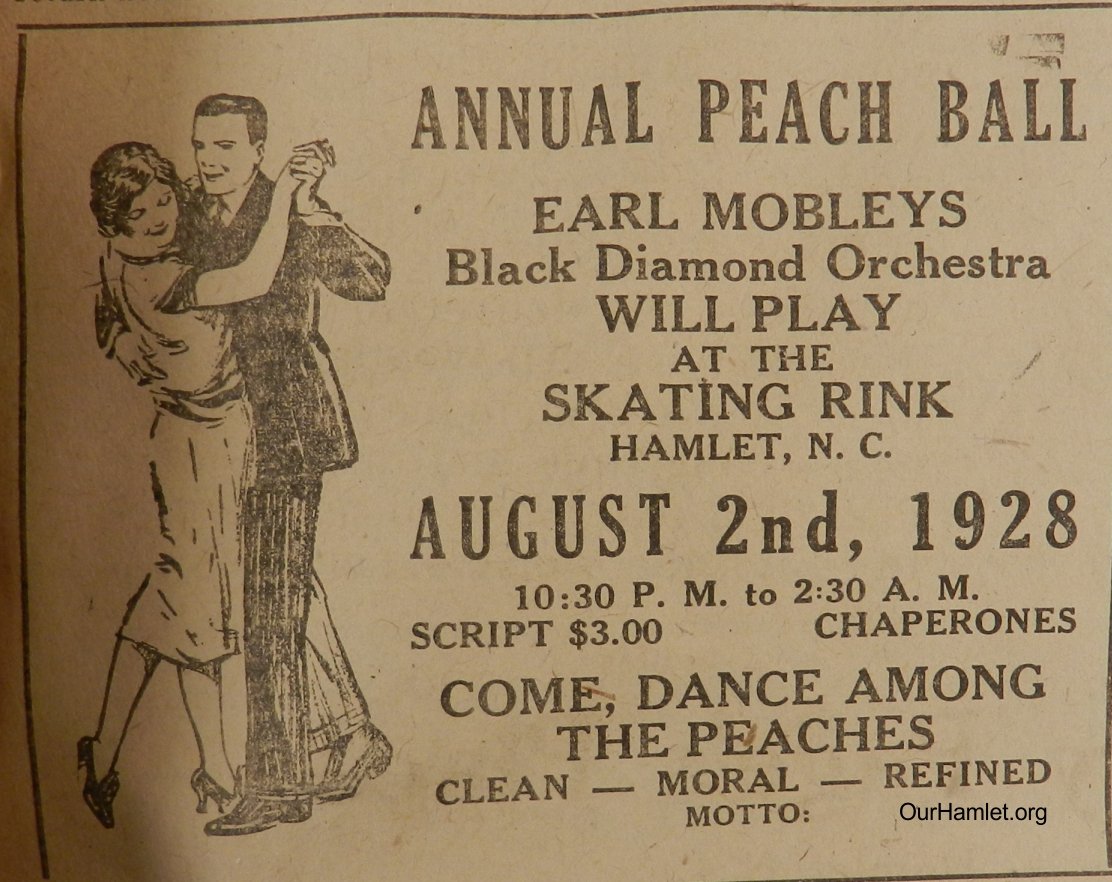 ANNUAL PEACH BALL
EARL MOBLEYS
Black Diamond Orchestra
WILL PLAY
AT THE
SKATING RINK
HAMLET, N. C.
AUGUST 2nd, 1928
10:30 P. M. to 2:30 A. M.
SCRIPT $3.00 CHAPERONES
COME, DANCE AMONG
THE PEACHES
CLEAN — MORAL — REFINED
MOTTO:
OurHamlet.org